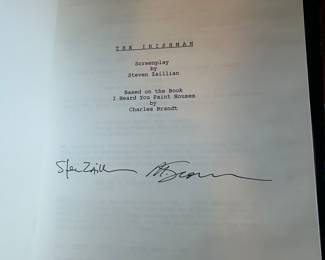 THE IRISHMAN
Screenplay
by
Steven Zaillian
Based on the Book
I Heard You Paint Houses
by
Charles Brandt